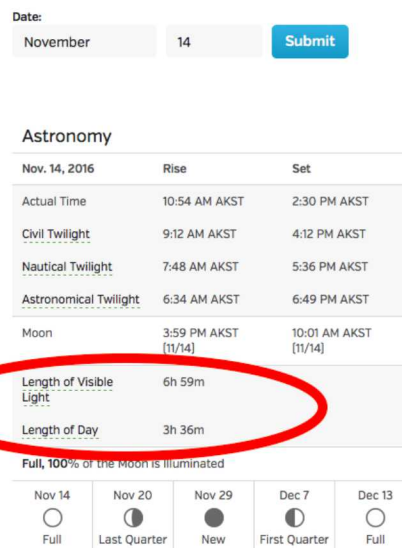 Date:
November 14 Submit
Astronomy
Nov. 14, 2016 Rise Set
Actual Time 10:54 AM AKST 2:30 PM AKST
Civil Twilight 9:12 AM AKST 4:12 PM AKST
Nautical Twilight 7:48 AM AKST 5:36 PM AKST
Astronomical Twilight 6:34 AM AKST 6:49 PM AKST
Moon 3:59 PM AKST 10:01 AM AKST
[11/14] [11/14]
Length of Visible 6h 59m
Light
Length of Day 3h 36m
Full, 100% of the Moon is Illuminated
Nov 14 Nov 20 Nov 29 Dec 7 Dec 13
Full Last Quarter New First Quarter Full